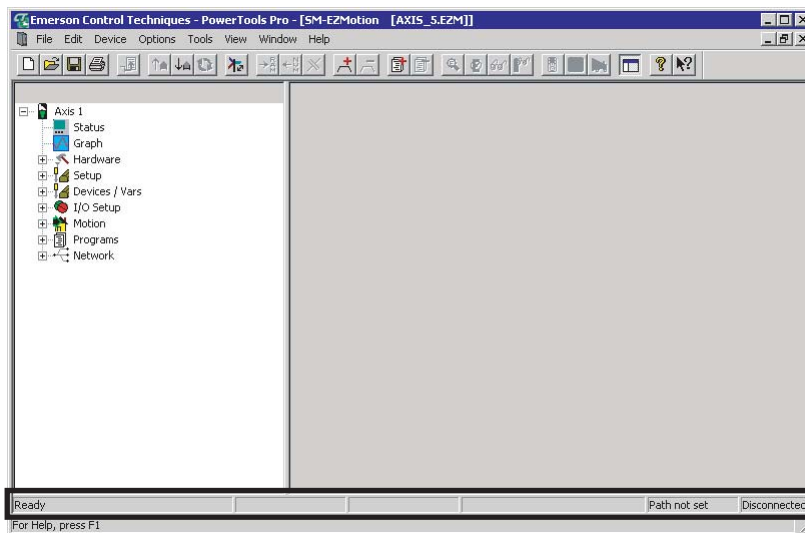 Emerson Control Techniques - PowerTools Pro - [SM-EZMotion [AXIS_5.EZM]]
File Edit Device Options Tools View Window Help
Axis 1
Status
Graph
Hardware
Setup
Devices / Vars
I/O Setup
Motion
Programs
Network
Ready Path not set Disconnected
For Help, press F1